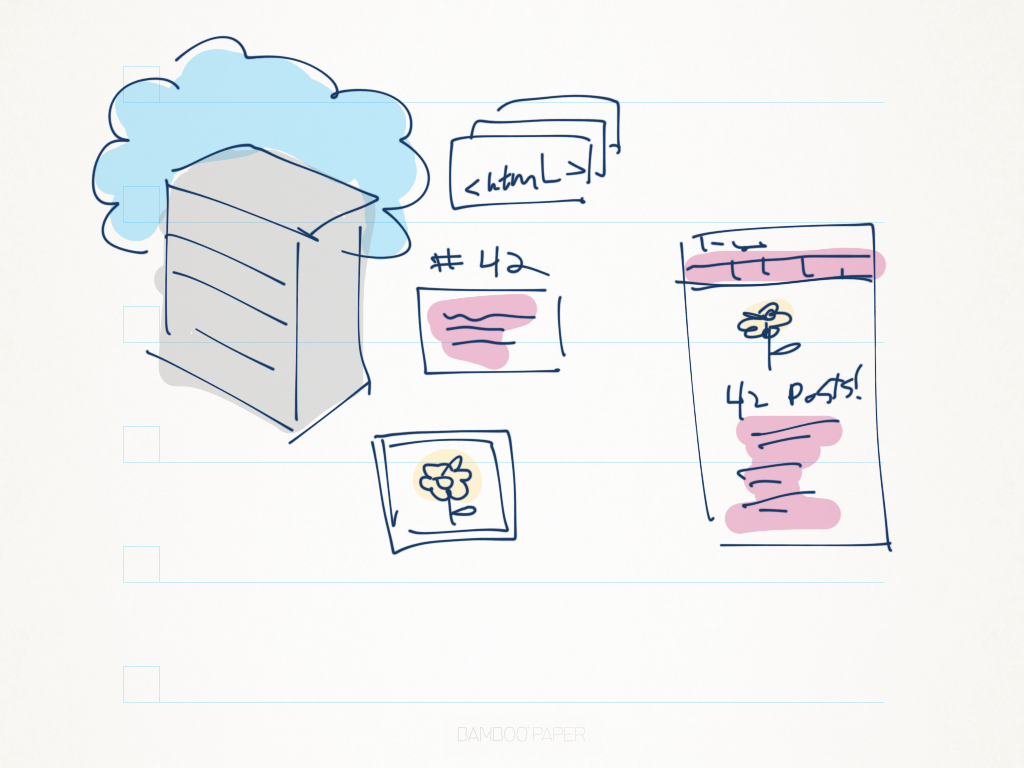 <html>
# 42
42 Posts!
BAMBOO PAPER